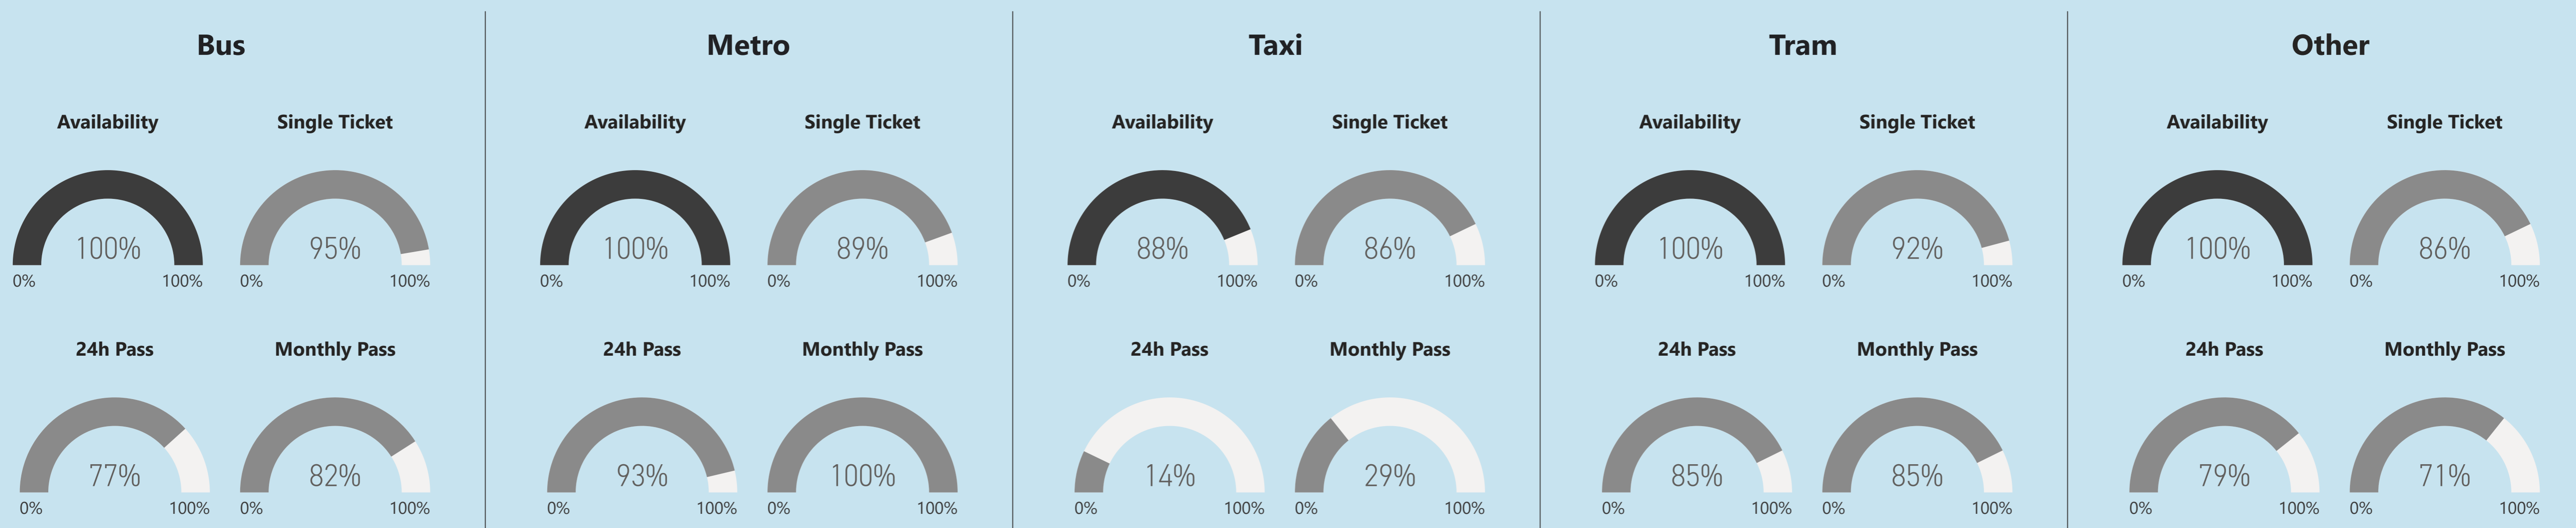 Bus
Availability Single Ticket
100% 95%
0% 100% 0% 100%
24h Pass Monthly Pass
77% 82%
0% 100% 0% 100%
Metro
Availability Single Ticket
100% 89%
0% 100% 0% 100%
24h Pass Monthly Pass
93% 100%
0% 100% 0% 100%
Taxi
Availability Single Ticket
88% 86%
0% 100% 0% 100%
24h Pass Monthly Pass
14% 29%
0% 100% 0% 100%
Tram
Availability Single Ticket
100% 92%
0% 100% 0% 100%
24h Pass Monthly Pass
85% 85%
0% 100% 0% 100%
Other
Availability Single Ticket
100% 86%
0% 100% 0% 100%
24h Pass Monthly Pass
79% 71%
0% 100% 0% 100%